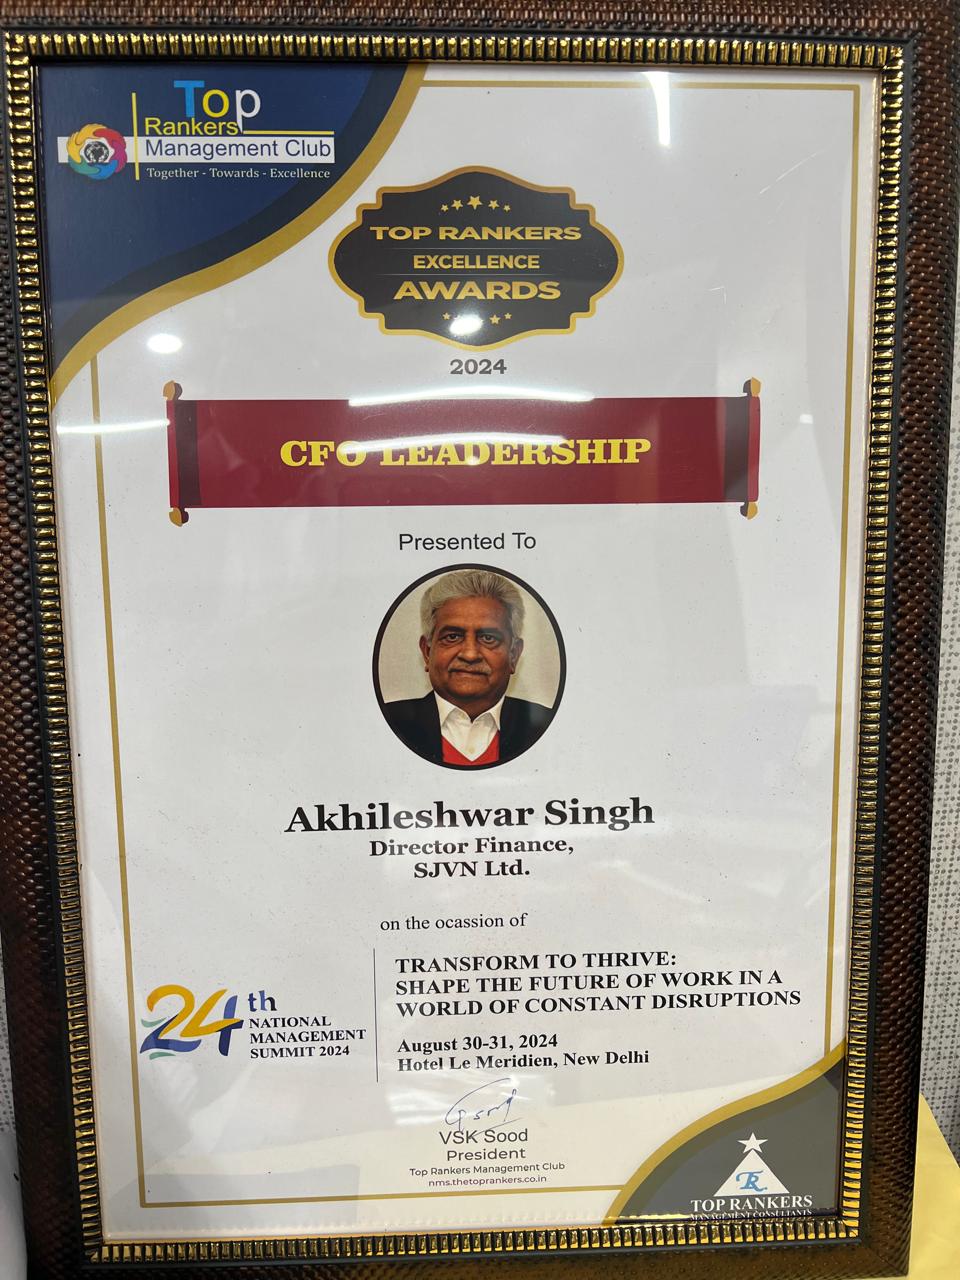 Top
Rankers
Management Club
Together - Towards - Excellence
TOP RANKERS
EXCELLENCE
AWARDS
2024
CFO LEADERSHIP
Presented To
Akhileshwar Singh
Director Finance,
SJVN Ltd.
on the ocassion of
24th
NATIONAL
MANAGEMENT
SUMMIT 2024
TRANSFORM TO THRIVE:
SHAPE THE FUTURE OF WORK IN A
WORLD OF CONSTANT DISRUPTIONS
August 30-31, 2024
Hotel Le Meridien, New Delhi
VSK Sood
President
Top Rankers Management Club
nms.thetoprankers.co.in
TR
TOP RANKERS
MANAGEMENT CONSULTANTS